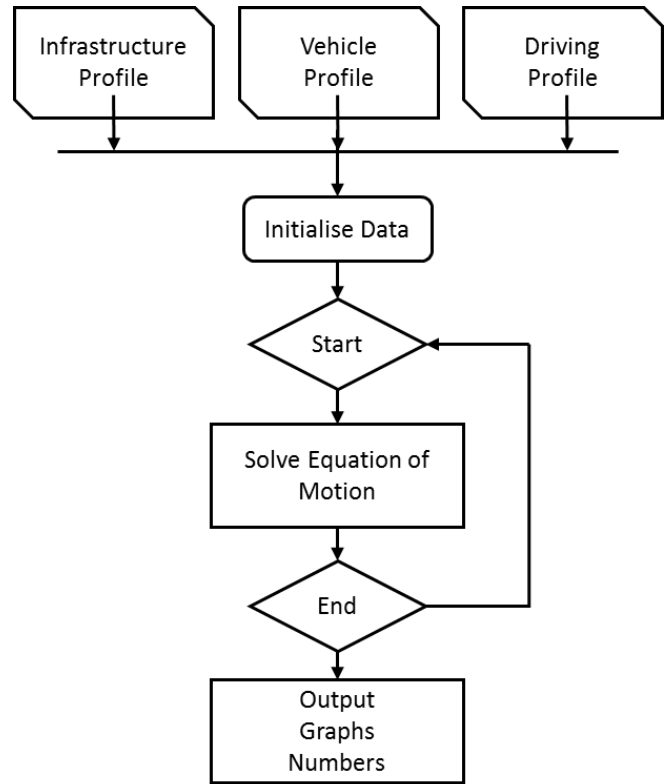 Infrastructure
Profile
Vehicle
Profile
Driving
Profile
Initialise Data
Start
Solve Equation of
Motion
End
Output
Graphs
Numbers